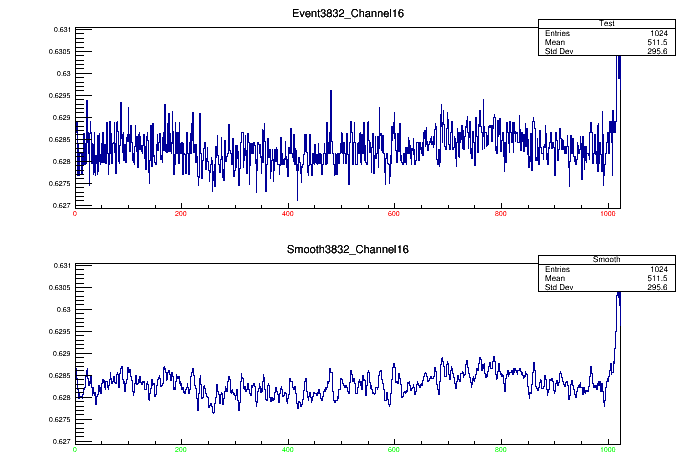 Event3832_Channel16
Test
Entries 1024
Mean 511.5
Std Dev 295.6
0.631
0.6305
0.63
0.6295
0.629
0.6285
0.628
0.6275
0.627
0 200 400 600 800 1000
Smooth3832_Channel16
Smooth
Entries 1024
Mean 511.5
Std Dev 295.6
0.631
0.6305
0.63
0.6295
0.629
0.6285
0.628
0.6275
0.627
0 200 400 600 800 1000